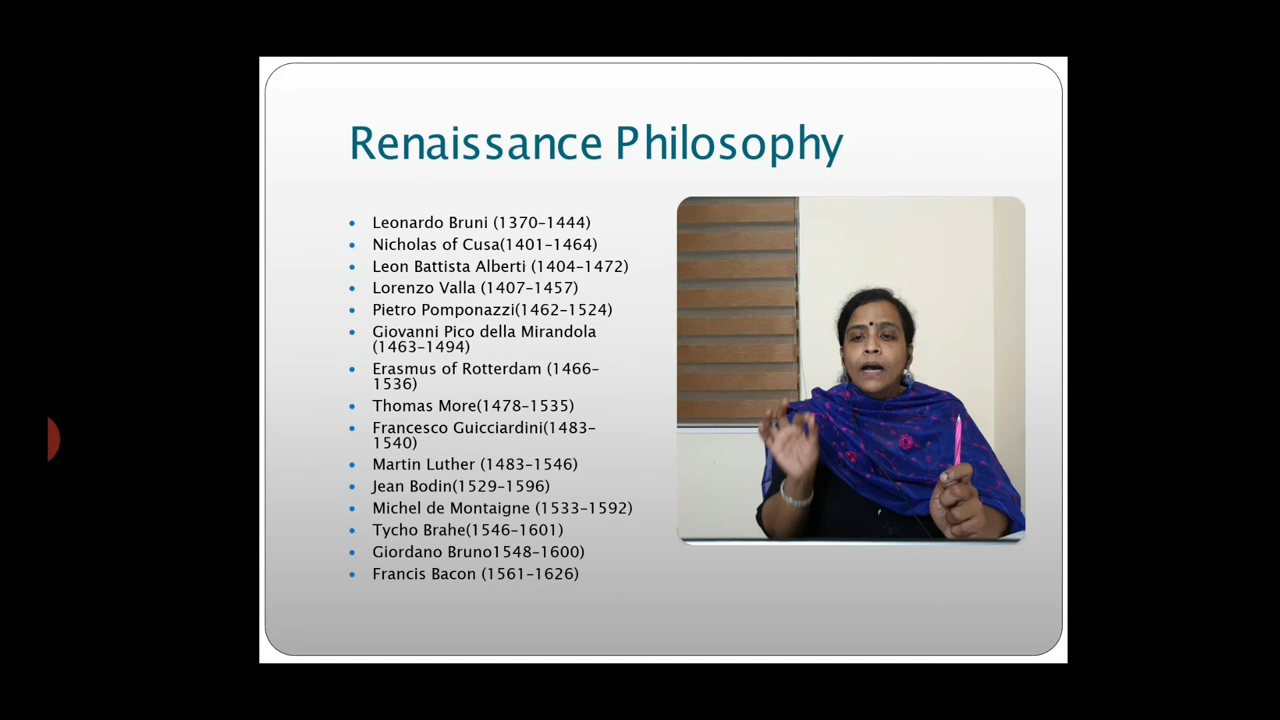 Renaissance Philosophy
Leonardo Bruni (1370–1444)
Nicholas of Cusa(1401–1464)
Leon Battista Alberti (1404–1472)
Lorenzo Valla (1407–1457)
Pietro Pomponazzi(1462–1524)
Giovanni Pico della Mirandola
(1463–1494)
Erasmus of Rotterdam (1466–
1536)
Thomas More(1478–1535)
Francesco Guicciardini(1483–
1540)
Martin Luther (1483–1546)
Jean Bodin(1529–1596)
Michel de Montaigne (1533–1592)
Tycho Brahe(1546–1601)
Giordano Bruno1548–1600)
Francis Bacon (1561–1626)